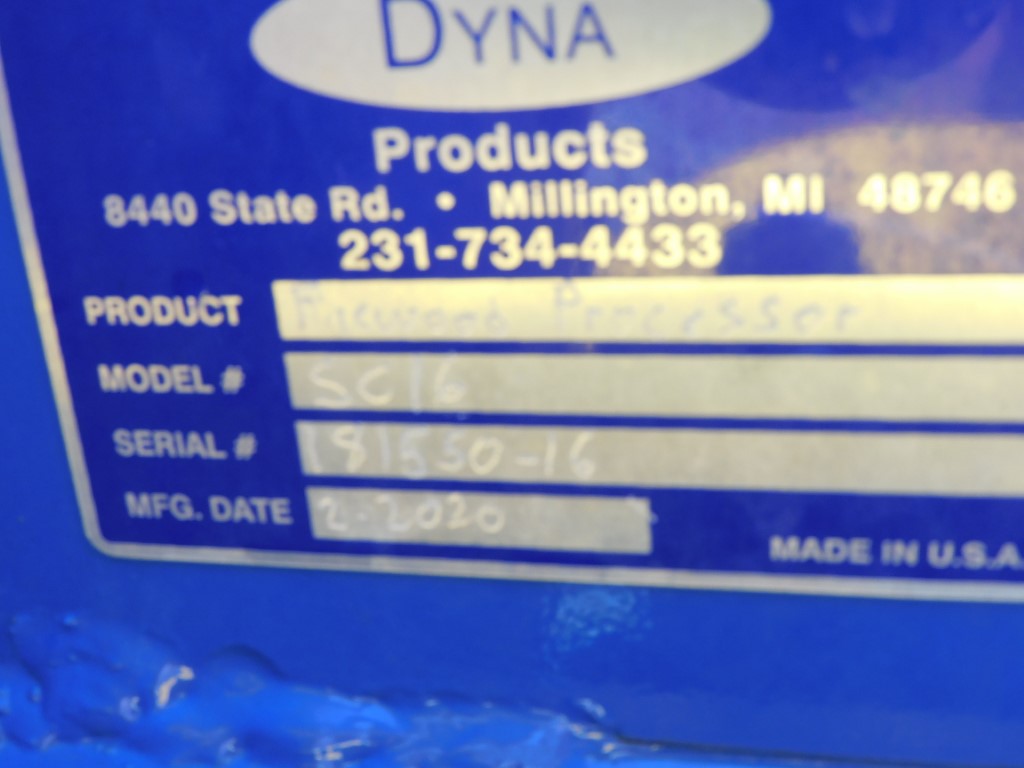 DYNA
Products
8440 State Rd. • Millington, MI 48746
231-734-4433
PRODUCT Firewood Processor
MODEL # SC16
SERIAL # 181550-16
MFG. DATE 2-2020
MADE IN U.S.A.